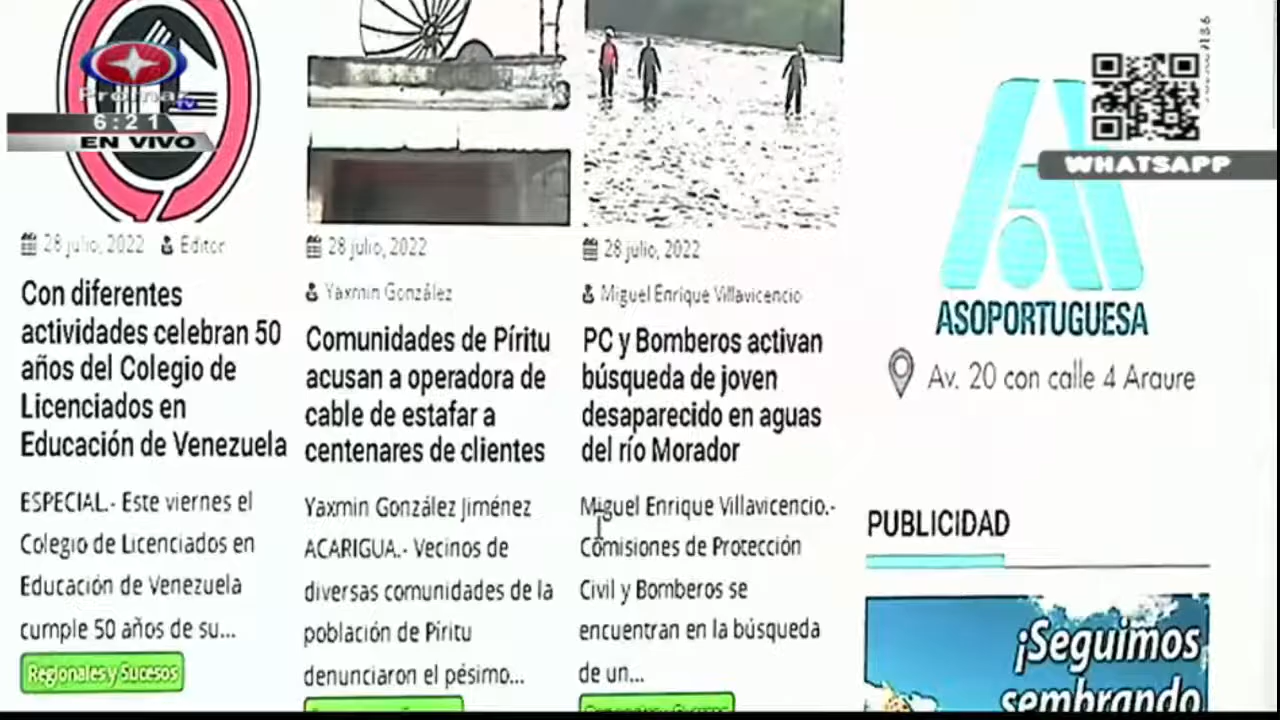 Promar
tv
6:21
EN VIVO
WHATSAPP
28 julio, 2022 Editor
Con diferentes
actividades celebran 50
años del Colegio de
Licenciados en
Educación de Venezuela
ESPECIAL.- Este viernes el
Colegio de Licenciados en
Educación de Venezuela
cumple 50 años de su...
Regionales y Sucesos
28 julio, 2022
Yaxmin González
Comunidades de Píritu
acusan a operadora de
cable de estafar a
centenares de clientes
Yaxmin González Jiménez
ACARIGUA.- Vecinos de
diversas comunidades de la
población de Píritu
denunciaron el pésimo...
28 julio, 2022
Miguel Enrique Villavicencio
PC y Bomberos activan
búsqueda de joven
desaparecido en aguas
del río Morador
Miguel Enrique Villavicencio.-
Comisiones de Protección
Civil y Bomberos se
encuentran en la búsqueda
de un...
ASOPORTUGUESA
Av. 20 con calle 4 Araure
PUBLICIDAD
¡Seguimos
sembrando